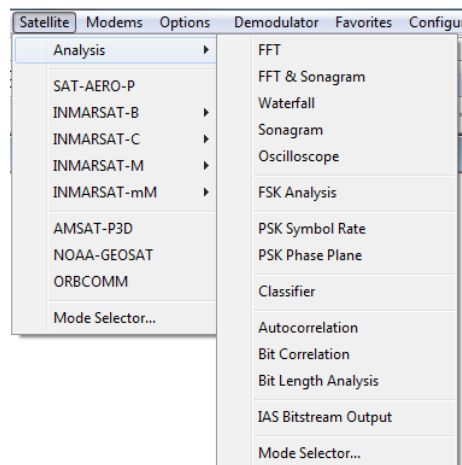 Satellite Modems Options Demodulator Favorites Configu
Analysis
SAT-AERO-P
INMARSAT-B
INMARSAT-C
INMARSAT-M
INMARSAT-mM
AMSAT-P3D
NOAA-GEOSAT
ORBCOMM
Mode Selector...
FFT
FFT & Sonagram
Waterfall
Sonagram
Oscilloscope
FSK Analysis
PSK Symbol Rate
PSK Phase Plane
Classifier
Autocorrelation
Bit Correlation
Bit Length Analysis
IAS Bitstream Output
Mode Selector...